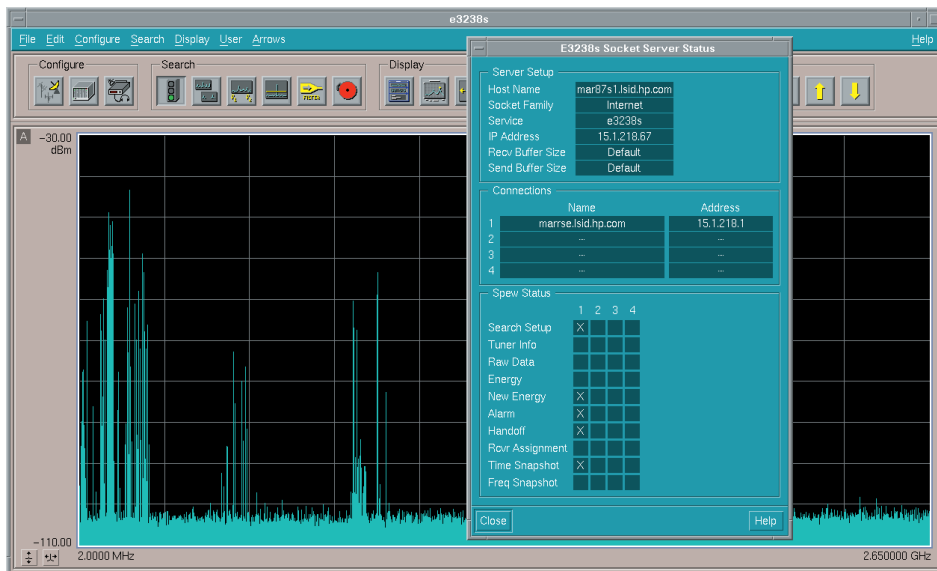 e3238s
File Edit Configure Search Display User Arrows Help
Configure Search Display
FILTER
A -30.00
dBm
-110.00
2.0000 MHz 2.650000 GHz
E3238s Socket Server Status
Server Setup
Host Name mar87s1.lsid.hp.com
Socket Family Internet
Service e3238s
IP Address 15.1.218.67
Recv Buffer Size Default
Send Buffer Size Default
Connections
Name Address
1 marrse.lsid.hp.com 15.1.218.1
2 --- ---
3 --- ---
4 --- ---
Spew Status
1 2 3 4
Search Setup X
Tuner Info
Raw Data
Energy
New Energy X
Alarm X
Handoff X
Rcvr Assignment
Time Snapshot X
Freq Snapshot
Close Help